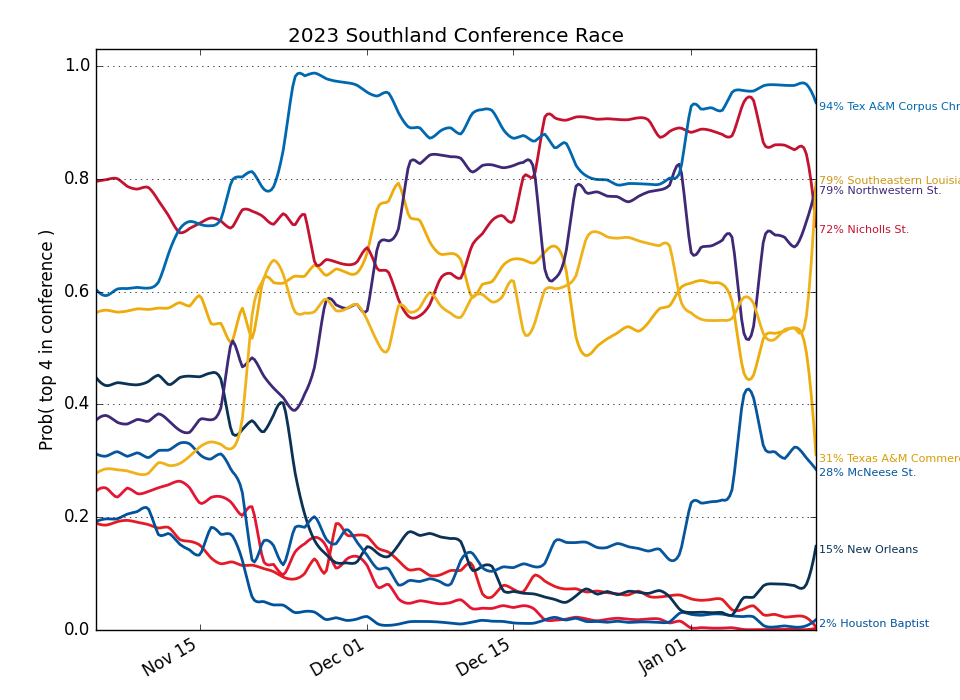 2023 Southland Conference Race
Prob( top 4 in conference )
1.0
0.8
0.6
0.4
0.2
0.0
Nov 15
Dec 01
Dec 15
Jan 01
94% Tex A&M Corpus Chr
79% Southeastern Louisia
79% Northwestern St.
72% Nicholls St.
31% Texas A&M Commerc
28% McNeese St.
15% New Orleans
2% Houston Baptist